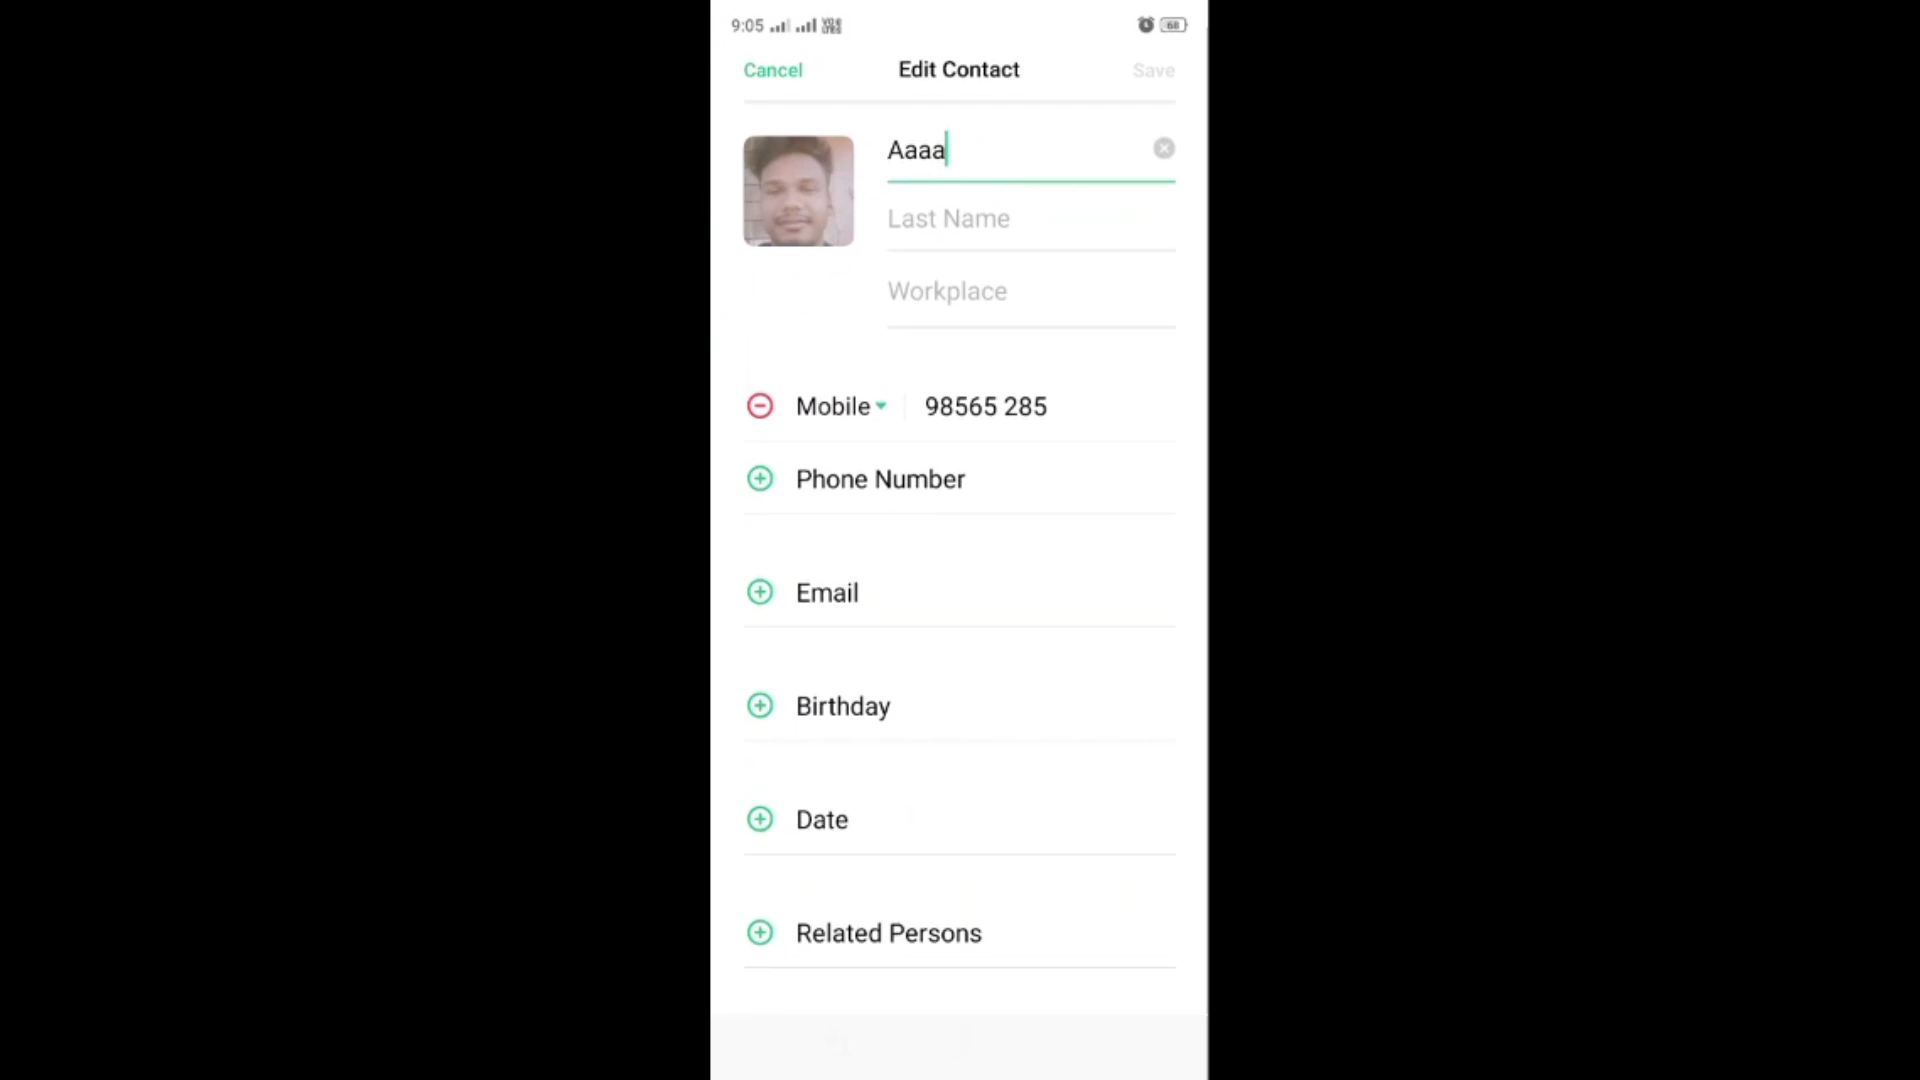 9:05
68
Cancel Edit Contact Save
Aaaa
Last Name
Workplace
Mobile 98565 285
Phone Number
Email
Birthday
Date
Related Persons